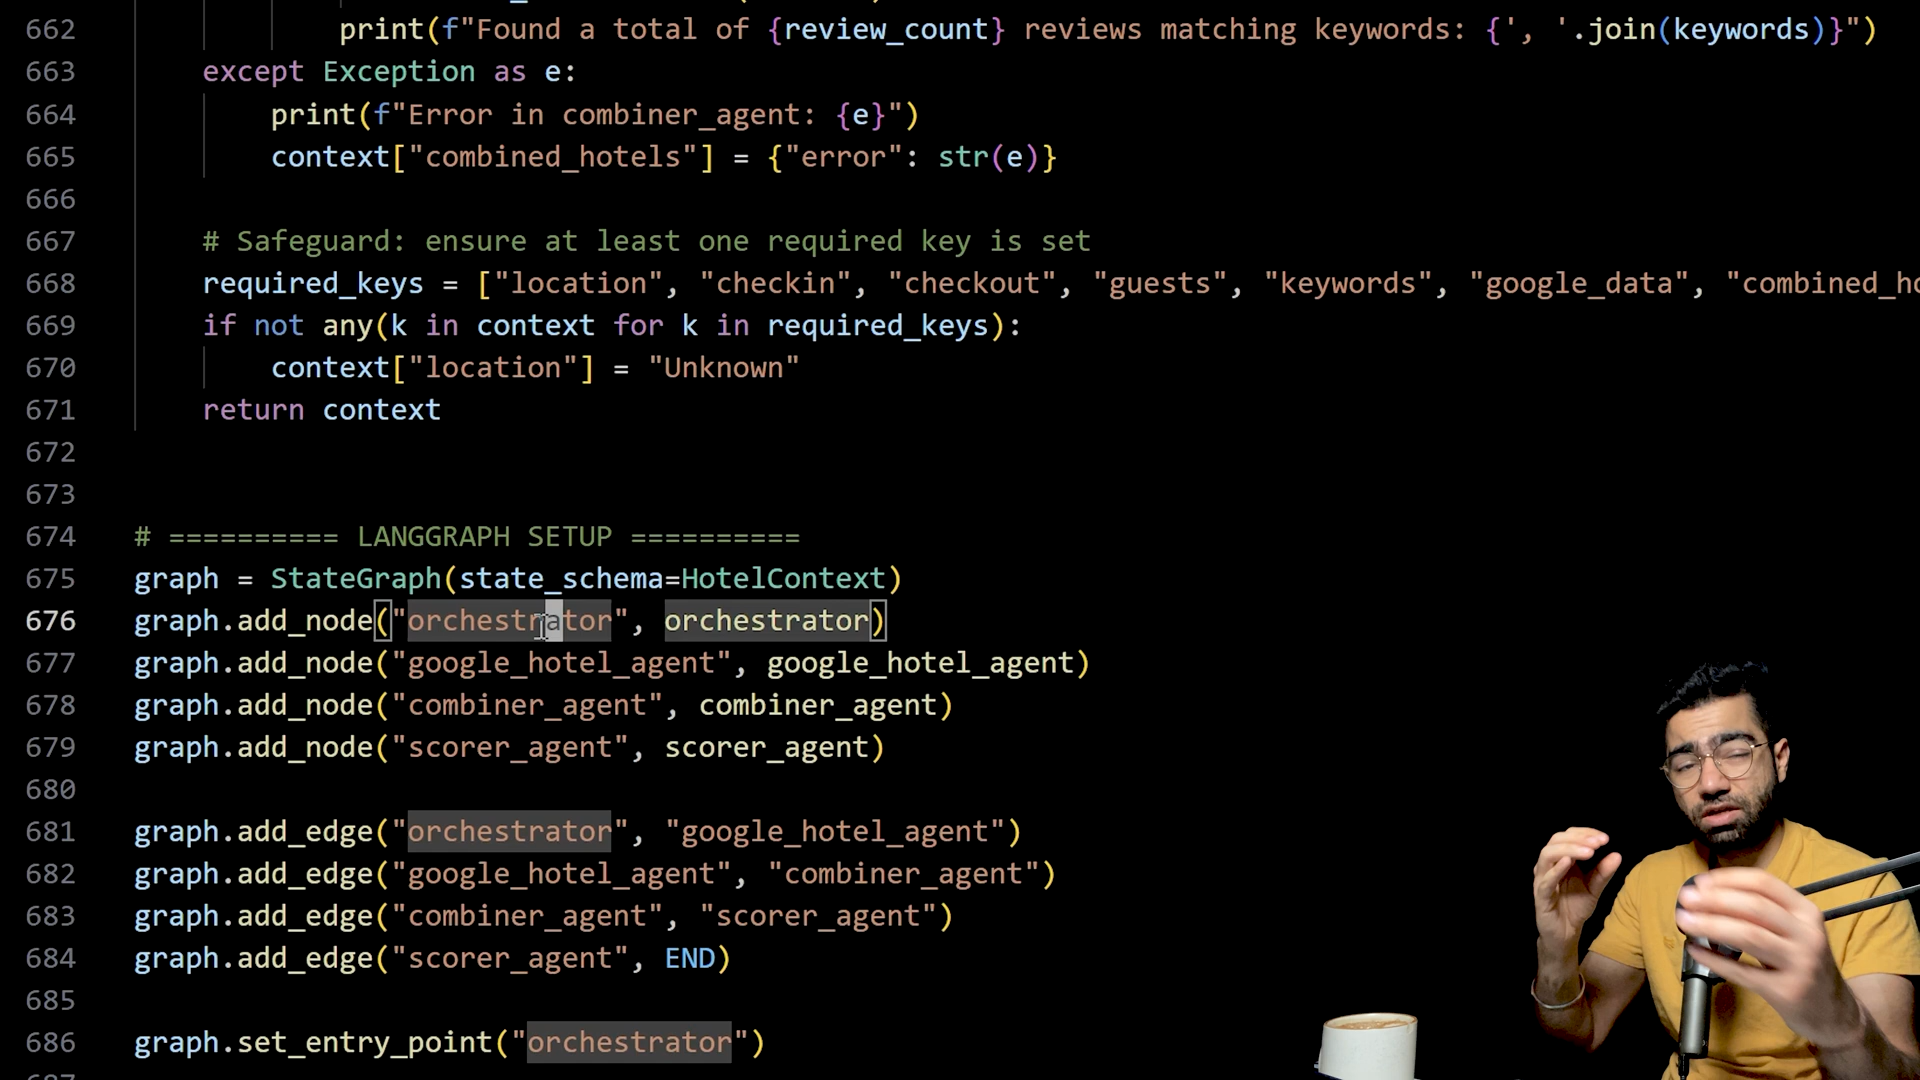 662 print(f"Found a total of {review_count} reviews matching keywords: {', '.join(keywords)}")
663 except Exception as e:
664 print(f"Error in combiner_agent: {e}")
665 context["combined_hotels"] = {"error": str(e)}
666
667 # Safeguard: ensure at least one required key is set
668 required_keys = ["location", "checkin", "checkout", "guests", "keywords", "google_data", "combined_ho
669 if not any(k in context for k in required_keys):
670 context["location"] = "Unknown"
671 return context
672
673
674 # ========== LANGGRAPH SETUP ==========
675 graph = StateGraph(state_schema=HotelContext)
676 graph.add_node("orchestrator", orchestrator)
677 graph.add_node("google_hotel_agent", google_hotel_agent)
678 graph.add_node("combiner_agent", combiner_agent)
679 graph.add_node("scorer_agent", scorer_agent)
680
681 graph.add_edge("orchestrator", "google_hotel_agent")
682 graph.add_edge("google_hotel_agent", "combiner_agent")
683 graph.add_edge("combiner_agent", "scorer_agent")
684 graph.add_edge("scorer_agent", END)
685
686 graph.set_entry_point("orchestrator")